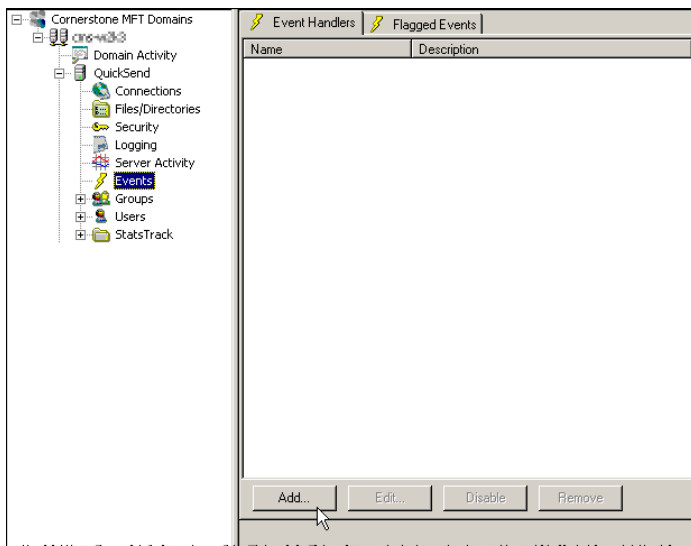 Cornerstone MFT Domains
Domain Activity
QuickSend
Connections
Files/Directories
Security
Logging
Server Activity
Events
Groups
Users
StatsTrack
Event Handlers
Flagged Events
Name Description
Add... Edit... Disable Remove